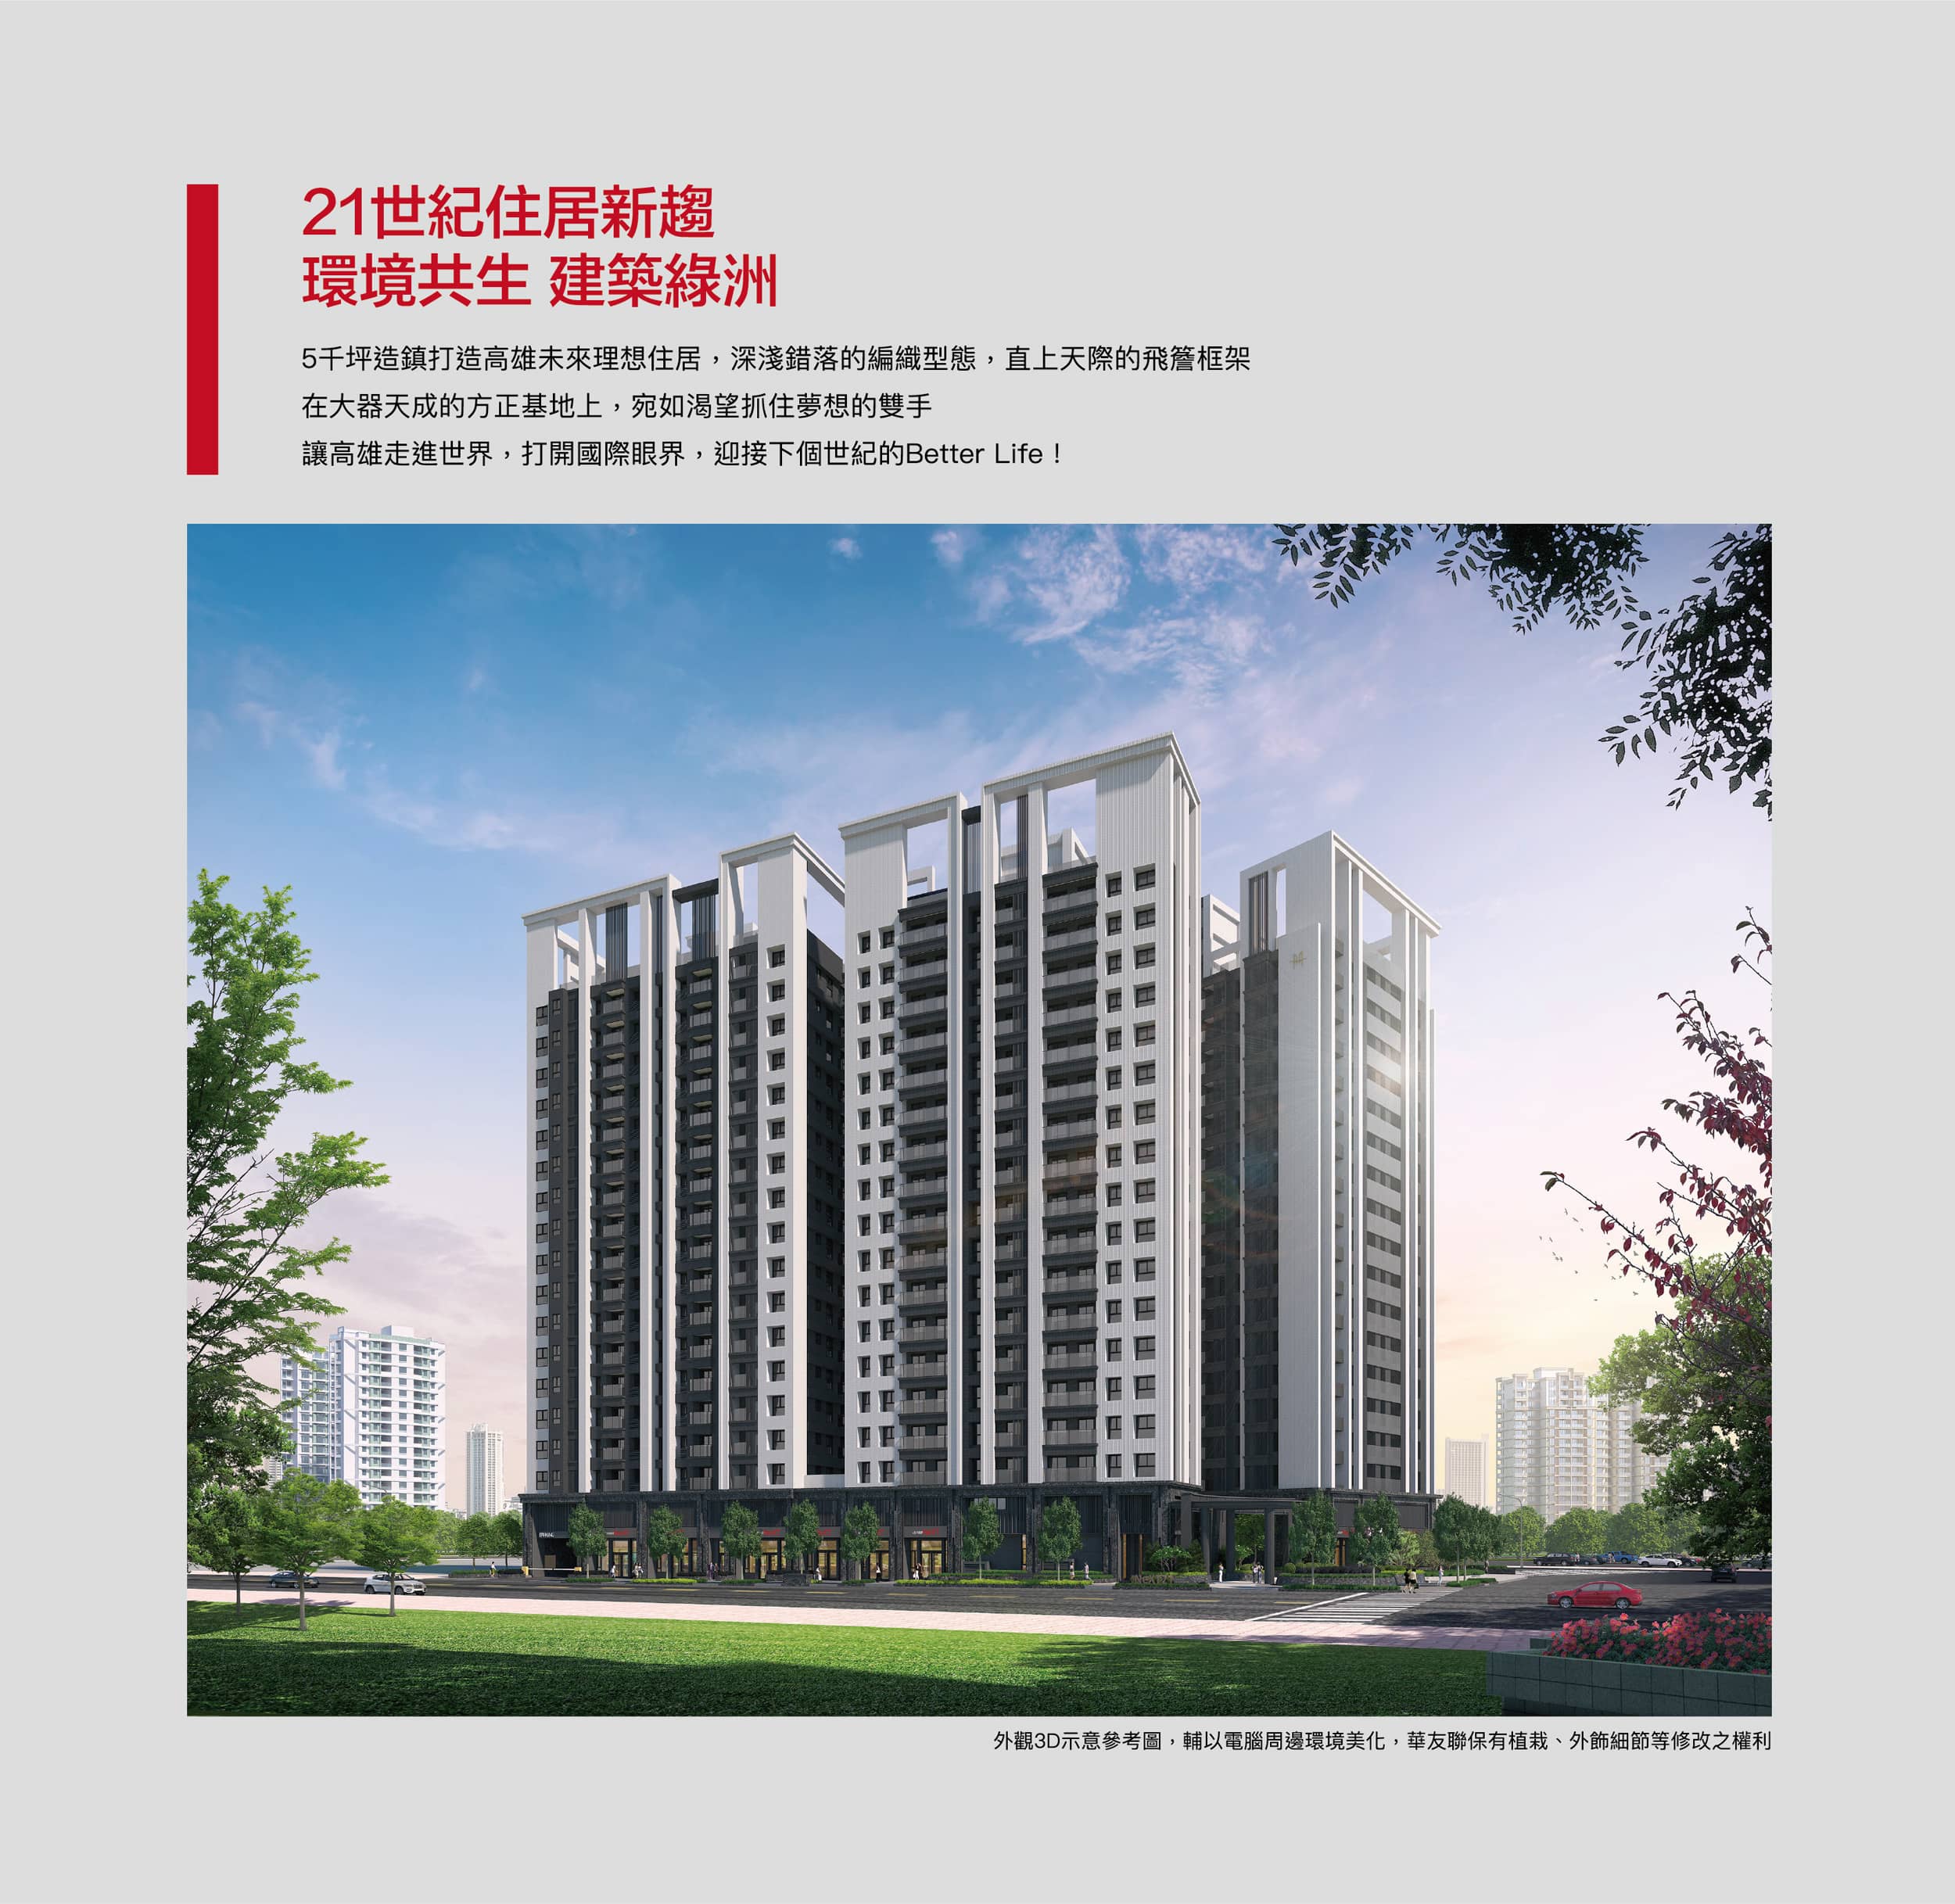 21世紀住居新趨
環境共生 建築綠洲
5千坪造鎮打造高雄未來理想住居，深淺錯落的編織型態，直上天際的飛簷框架
在大器天成的方正基地上，宛如渴望抓住夢想的雙手
讓高雄走進世界，打開國際眼界，迎接下個世紀的Better Life！
外觀3D示意參考圖，輔以電腦周邊環境美化，華友聯保有植栽、外飾細節等修改之權利